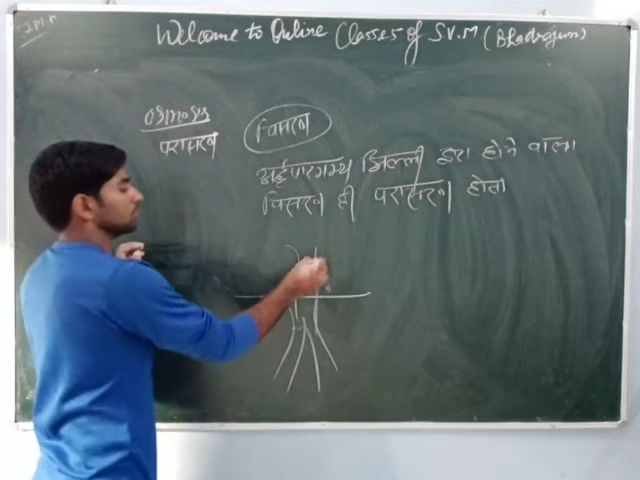 J.M.P
Welcome to Online Classes of S.V.M (Bhadrajun)
osmosis
परासरण
विसरण
अर्द्धपारगम्य झिल्ली द्वारा होने वाला
विसरण ही परासरण होता